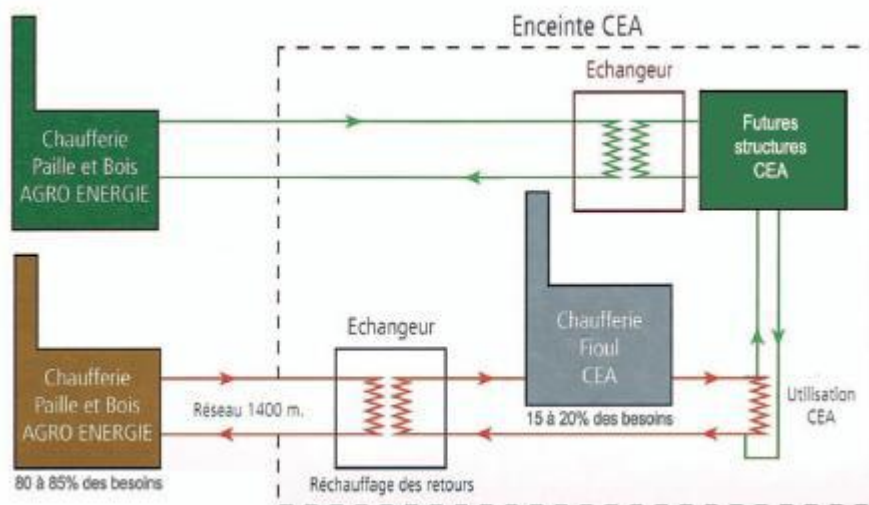 Enceinte CEA
Echangeur
Chaufferie
Paille et Bois
AGRO ENERGIE
Futures
structures
CEA
Echangeur
Chaufferie
Fioul
CEA
Chaufferie
Paille et Bois
AGRO ENERGIE
Réseau 1400 m.
Utilisation
CEA
15 à 20% des besoins
80 à 85% des besoins
Réchauffage des retours